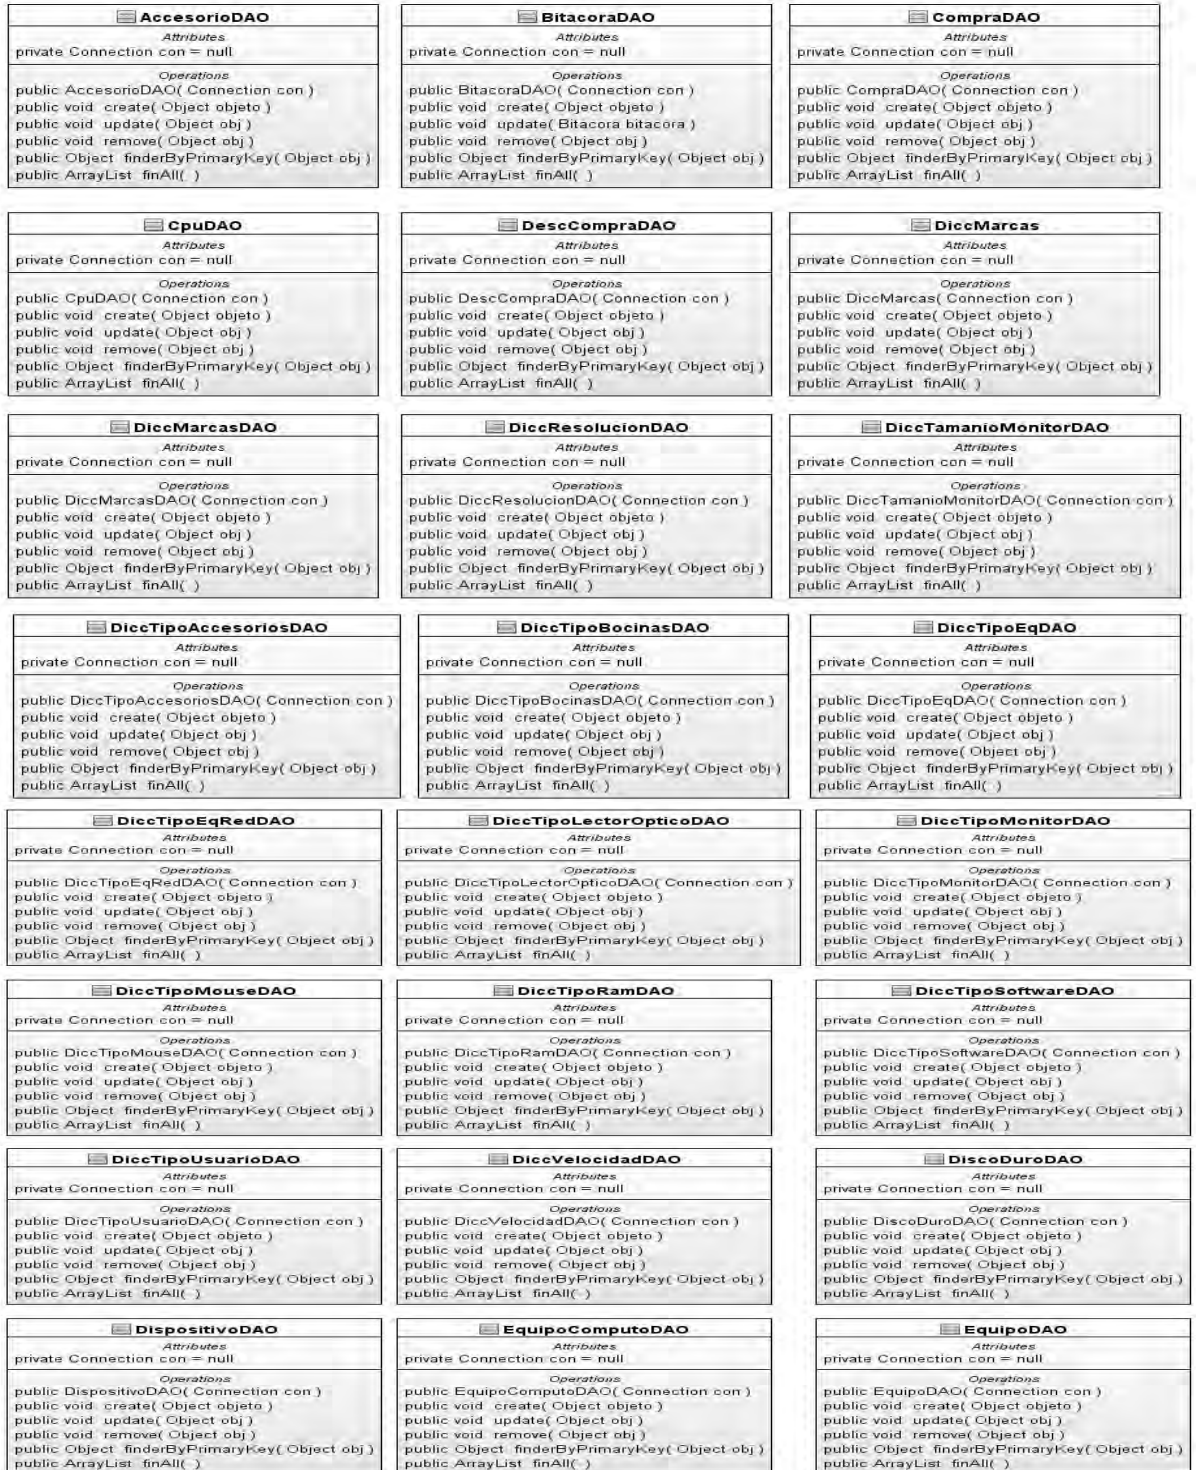 AccesorioDAO
Attributes
private Connection con = null
Operations
public AccesorioDAO( Connection con )
public void create( Object objeto )
public void update( Object obj )
public void remove( Object obj )
public Object finderByPrimaryKey( Object obj )
public ArrayList finAll( )
BitacoraDAO
Attributes
private Connection con = null
Operations
public BitacoraDAO( Connection con )
public void create( Object objeto )
public void update( Bitacora bitacora )
public void remove( Object obj )
public Object finderByPrimaryKey( Object obj )
public ArrayList finAll( )
CompraDAO
Attributes
private Connection con = null
Operations
public CompraDAO( Connection con )
public void create( Object objeto )
public void update( Object obj )
public void remove( Object obj )
public Object finderByPrimaryKey( Object obj )
public ArrayList finAll( )
CpuDAO
Attributes
private Connection con = null
Operations
public CpuDAO( Connection con )
public void create( Object objeto )
public void update( Object obj )
public void remove( Object obj )
public Object finderByPrimaryKey( Object obj )
public ArrayList finAll( )
DescCompraDAO
Attributes
private Connection con = null
Operations
public DescCompraDAO( Connection con )
public void create( Object objeto )
public void update( Object obj )
public void remove( Object obj )
public Object finderByPrimaryKey( Object obj )
public ArrayList finAll( )
DiccMarcas
Attributes
private Connection con = null
Operations
public DiccMarcas( Connection con )
public void create( Object objeto )
public void update( Object obj )
public void remove( Object obj )
public Object finderByPrimaryKey( Object obj )
public ArrayList finAll( )
DiccMarcasDAO
Attributes
private Connection con = null
Operations
public DiccMarcasDAO( Connection con )
public void create( Object objeto )
public void update( Object obj )
public void remove( Object obj )
public Object finderByPrimaryKey( Object obj )
public ArrayList finAll( )
DiccResolucionDAO
Attributes
private Connection con = null
Operations
public DiccResolucionDAO( Connection con )
public void create( Object objeto )
public void update( Object obj )
public void remove( Object obj )
public Object finderByPrimaryKey( Object obj )
public ArrayList finAll( )
DiccTamanioMonitorDAO
Attributes
private Connection con = null
Operations
public DiccTamanioMonitorDAO( Connection con )
public void create( Object objeto )
public void update( Object obj )
public void remove( Object obj )
public Object finderByPrimaryKey( Object obj )
public ArrayList finAll( )
DiccTipoAccesoriosDAO
Attributes
private Connection con = null
Operations
public DiccTipoAccesoriosDAO( Connection con )
public void create( Object objeto )
public void update( Object obj )
public void remove( Object obj )
public Object finderByPrimaryKey( Object obj )
public ArrayList finAll( )
DiccTipoBocinasDAO
Attributes
private Connection con = null
Operations
public DiccTipoBocinasDAO( Connection con )
public void create( Object objeto )
public void update( Object obj )
public void remove( Object obj )
public Object finderByPrimaryKey( Object obj )
public ArrayList finAll( )
DiccTipoEqDAO
Attributes
private Connection con = null
Operations
public DiccTipoEqDAO( Connection con )
public void create( Object objeto )
public void update( Object obj )
public void remove( Object obj )
public Object finderByPrimaryKey( Object obj )
public ArrayList finAll( )
DiccTipoEqRedDAO
Attributes
private Connection con = null
Operations
public DiccTipoEqRedDAO( Connection con )
public void create( Object objeto )
public void update( Object obj )
public void remove( Object obj )
public Object finderByPrimaryKey( Object obj )
public ArrayList finAll( )
DiccTipoLectorOpticoDAO
Attributes
private Connection con = null
Operations
public DiccTipoLectorOpticoDAO( Connection con )
public void create( Object objeto )
public void update( Object obj )
public void remove( Object obj )
public Object finderByPrimaryKey( Object obj )
public ArrayList finAll( )
DiccTipoMonitorDAO
Attributes
private Connection con = null
Operations
public DiccTipoMonitorDAO( Connection con )
public void create( Object objeto )
public void update( Object obj )
public void remove( Object obj )
public Object finderByPrimaryKey( Object obj )
public ArrayList finAll( )
DiccTipoMouseDAO
Attributes
private Connection con = null
Operations
public DiccTipoMouseDAO( Connection con )
public void create( Object objeto )
public void update( Object obj )
public void remove( Object obj )
public Object finderByPrimaryKey( Object obj )
public ArrayList finAll( )
DiccTipoRamDAO
Attributes
private Connection con = null
Operations
public DiccTipoRamDAO( Connection con )
public void create( Object objeto )
public void update( Object obj )
public void remove( Object obj )
public Object finderByPrimaryKey( Object obj )
public ArrayList finAll( )
DiccTipoSoftwareDAO
Attributes
private Connection con = null
Operations
public DiccTipoSoftwareDAO( Connection con )
public void create( Object objeto )
public void update( Object obj )
public void remove( Object obj )
public Object finderByPrimaryKey( Object obj )
public ArrayList finAll( )
DiccTipoUsuarioDAO
Attributes
private Connection con = null
Operations
public DiccTipoUsuarioDAO( Connection con )
public void create( Object objeto )
public void update( Object obj )
public void remove( Object obj )
public Object finderByPrimaryKey( Object obj )
public ArrayList finAll( )
DiccVelocidadDAO
Attributes
private Connection con = null
Operations
public DiccVelocidadDAO( Connection con )
public void create( Object objeto )
public void update( Object obj )
public void remove( Object obj )
public Object finderByPrimaryKey( Object obj )
public ArrayList finAll( )
DiscoDuroDAO
Attributes
private Connection con = null
Operations
public DiscoDuroDAO( Connection con )
public void create( Object objeto )
public void update( Object obj )
public void remove( Object obj )
public Object finderByPrimaryKey( Object obj )
public ArrayList finAll( )
DispositivoDAO
Attributes
private Connection con = null
Operations
public DispositivoDAO( Connection con )
public void create( Object objeto )
public void update( Object obj )
public void remove( Object obj )
public Object finderByPrimaryKey( Object obj )
public ArrayList finAll( )
EquipoComputoDAO
Attributes
private Connection con = null
Operations
public EquipoComputoDAO( Connection con )
public void create( Object objeto )
public void update( Object obj )
public void remove( Object obj )
public Object finderByPrimaryKey( Object obj )
public ArrayList finAll( )
EquipoDAO
Attributes
private Connection con = null
Operations
public EquipoDAO( Connection con )
public void create( Object objeto )
public void update( Object obj )
public void remove( Object obj )
public Object finderByPrimaryKey( Object obj )
public ArrayList finAll( )